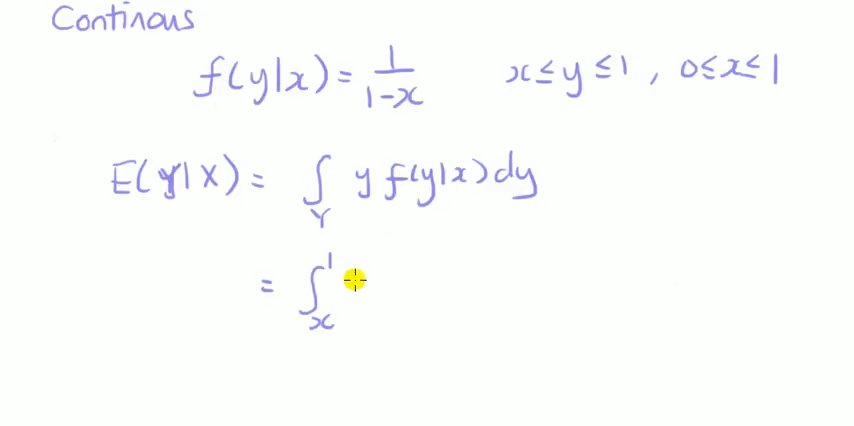 Continous
f(y|x) = 1/(1-x)   x ≤ y ≤ 1 , 0 ≤ x ≤ 1
E(Y|X) = ∫_Y y f(y|x) dy
= ∫_x^1